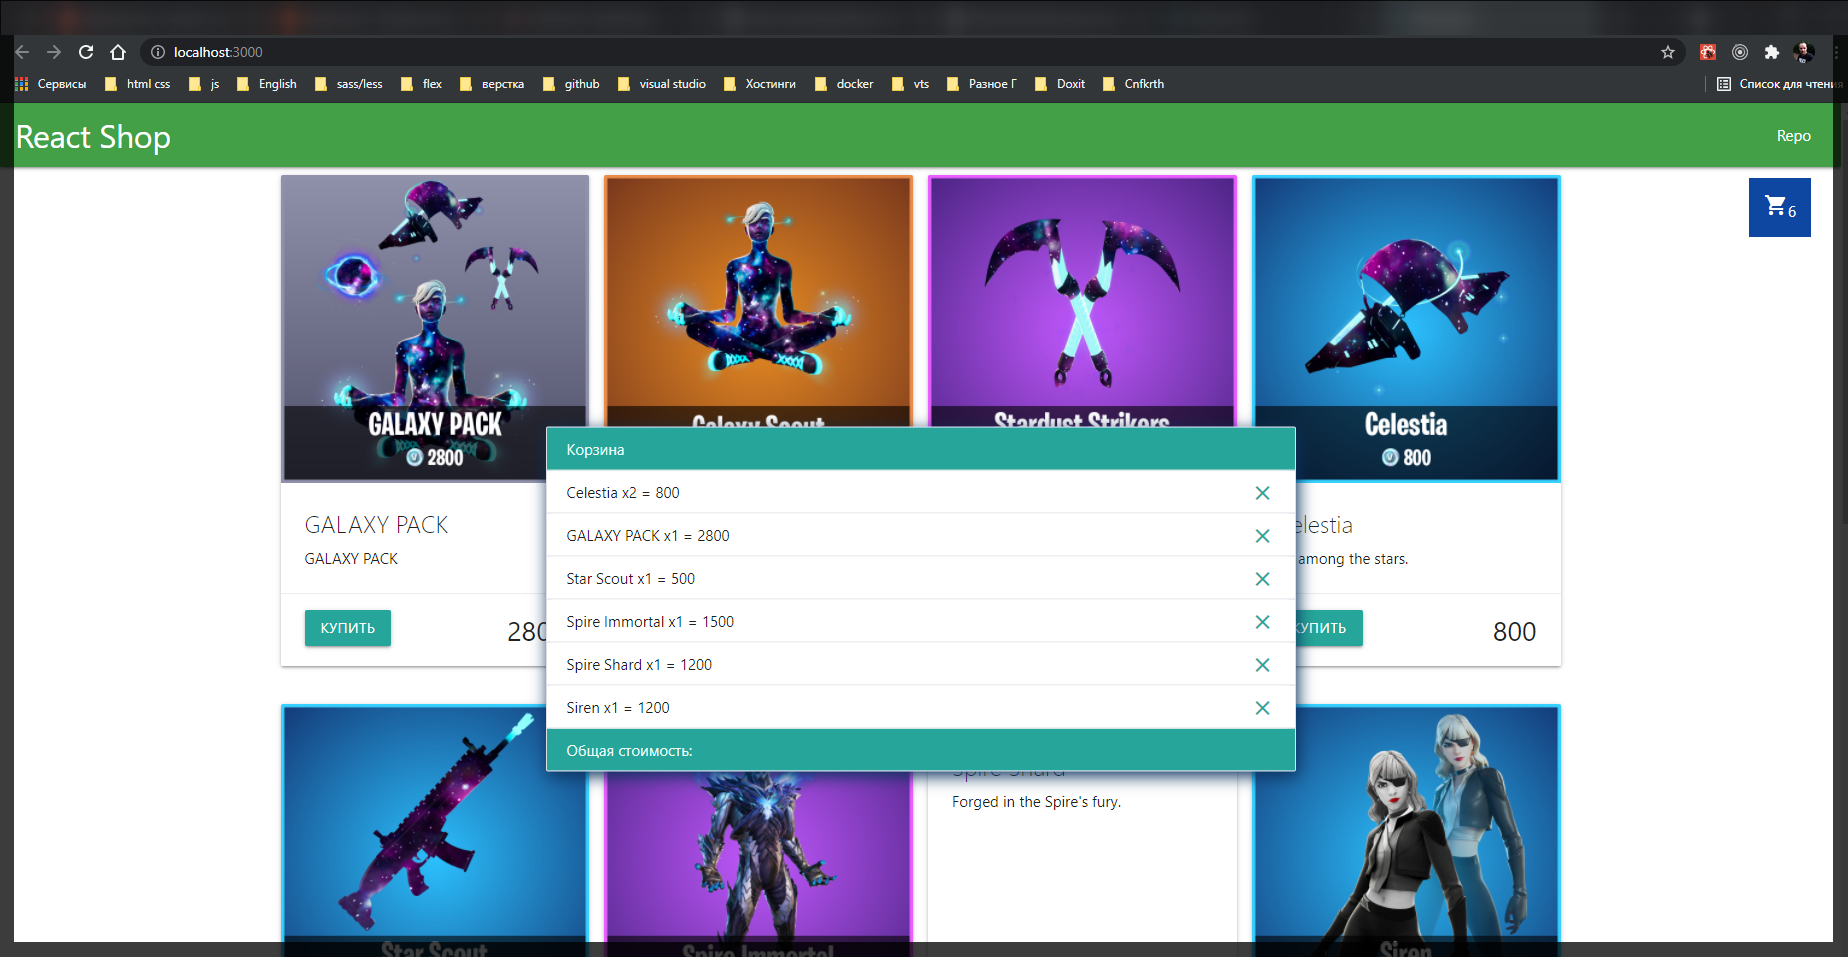 localhost:3000
Сервисы html css js English sass/less flex верстка github visual studio Хостинги docker vts Разное Г Doxit Cnfkrth Список для чтения
React Shop Repo
6
GALAXY PACK
2800
Galaxy Scout
Stardust Strikers
Celestia
800
GALAXY PACK
GALAXY PACK
КУПИТЬ
280
Корзина
Celestia x2 = 800
GALAXY PACK x1 = 2800
Star Scout x1 = 500
Spire Immortal x1 = 1500
Spire Shard x1 = 1200
Siren x1 = 1200
Общая стоимость:
elestia
among the stars.
КУПИТЬ
800
Star Scout
Spire Immortal
Spire Shard
Forged in the Spire's fury.
Siren